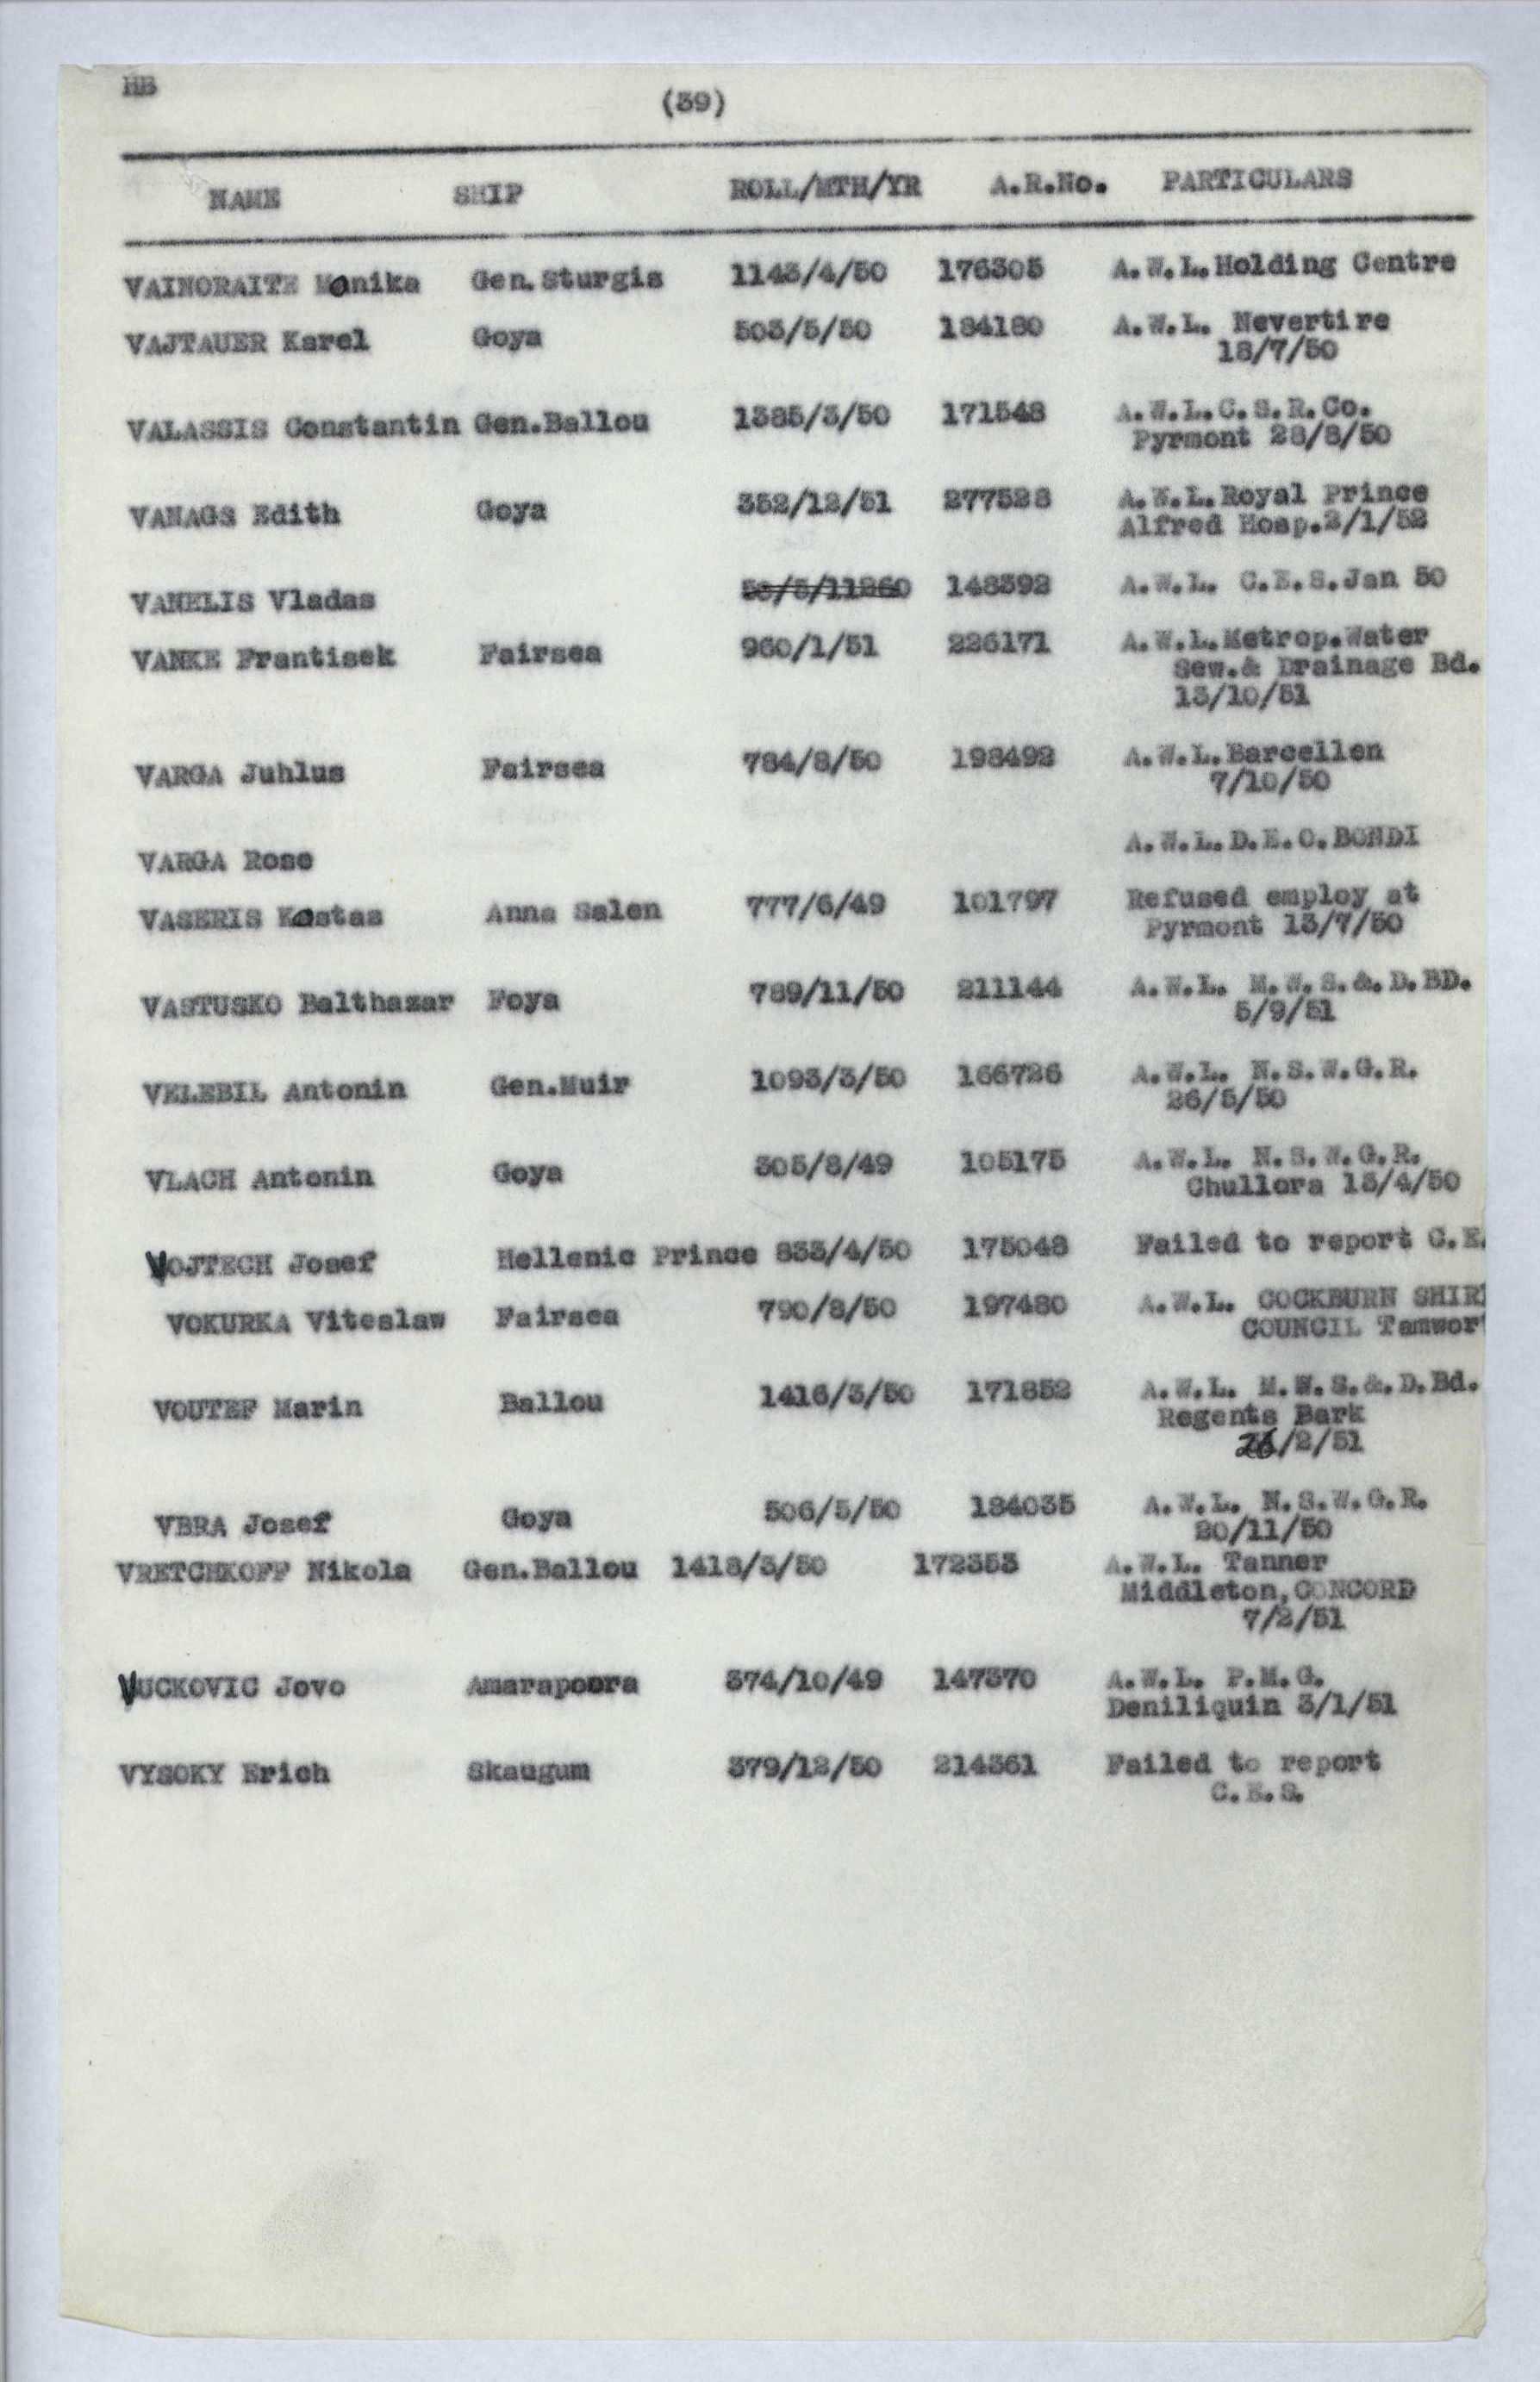 HB
(39)
NAME SHIP ROLL/MTH/YR A.R.No. PARTICULARS
VAINORAITE Monika Gen.Sturgis 1143/4/50 176305 A.W.L.Holding Centre
VAJTAUER Karel Goya 503/5/50 184180 A.W.L. Nevertire
18/7/50
VALASSIS Constantin Gen.Ballou 1385/3/50 171548 A.W.L.C.S.R.Co.
Pyrmont 28/8/50
VANAGS Edith Goya 352/12/51 277528 A.W.L.Royal Prince
Alfred Hosp.2/1/52
VANELIS Vladas 148392 A.W.L. C.E.S.Jan 50
VANKE Frantisek Fairsea 960/1/51 226171 A.W.L.Metrop.Water
Sew.& Drainage Bd.
13/10/51
VARGA Juhlus Fairsea 784/8/50 198492 A.W.L.Barcellen
7/10/50
VARGA Rose A.W.L.D.E.O.BONDI
VASERIS Kostas Anna Salen 777/6/49 101797 Refused employ at
Pyrmont 13/7/50
VASTUSKO Balthazar Foya 789/11/50 211144 A.W.L. M.W.S.&.D.BD.
5/9/51
VELEBIL Antonin Gen.Muir 1093/3/50 166726 A.W.L. N.S.W.G.R.
26/5/50
VLACH Antonin Goya 305/8/49 105175 A.W.L. N.S.W.G.R.
Chullora 13/4/50
VOJTECH Josef Hellenic Prince 833/4/50 175048 Failed to report C.E.
VOKURKA Viteslaw Fairsea 790/8/50 197480 A.W.L. COCKBURN SHIR
COUNCIL Tamwor
VOUTEF Marin Ballou 1416/3/50 171852 A.W.L. M.W.S.&.D.Bd.
Regents Bark
26/2/51
VBRA Josef Goya 506/5/50 184035 A.W.L. N.S.W.G.R.
20/11/50
VRETCHKOFF Nikola Gen.Ballou 1418/3/50 172353 A.W.L. Tanner
Middleton,CONCORD
7/2/51
VUCKOVIC Jovo Amarapoora 374/10/49 147370 A.W.L. P.M.G.
Deniliquin 3/1/51
VYSOKY Erich Skaugum 379/12/50 214361 Failed to report
C.E.S.